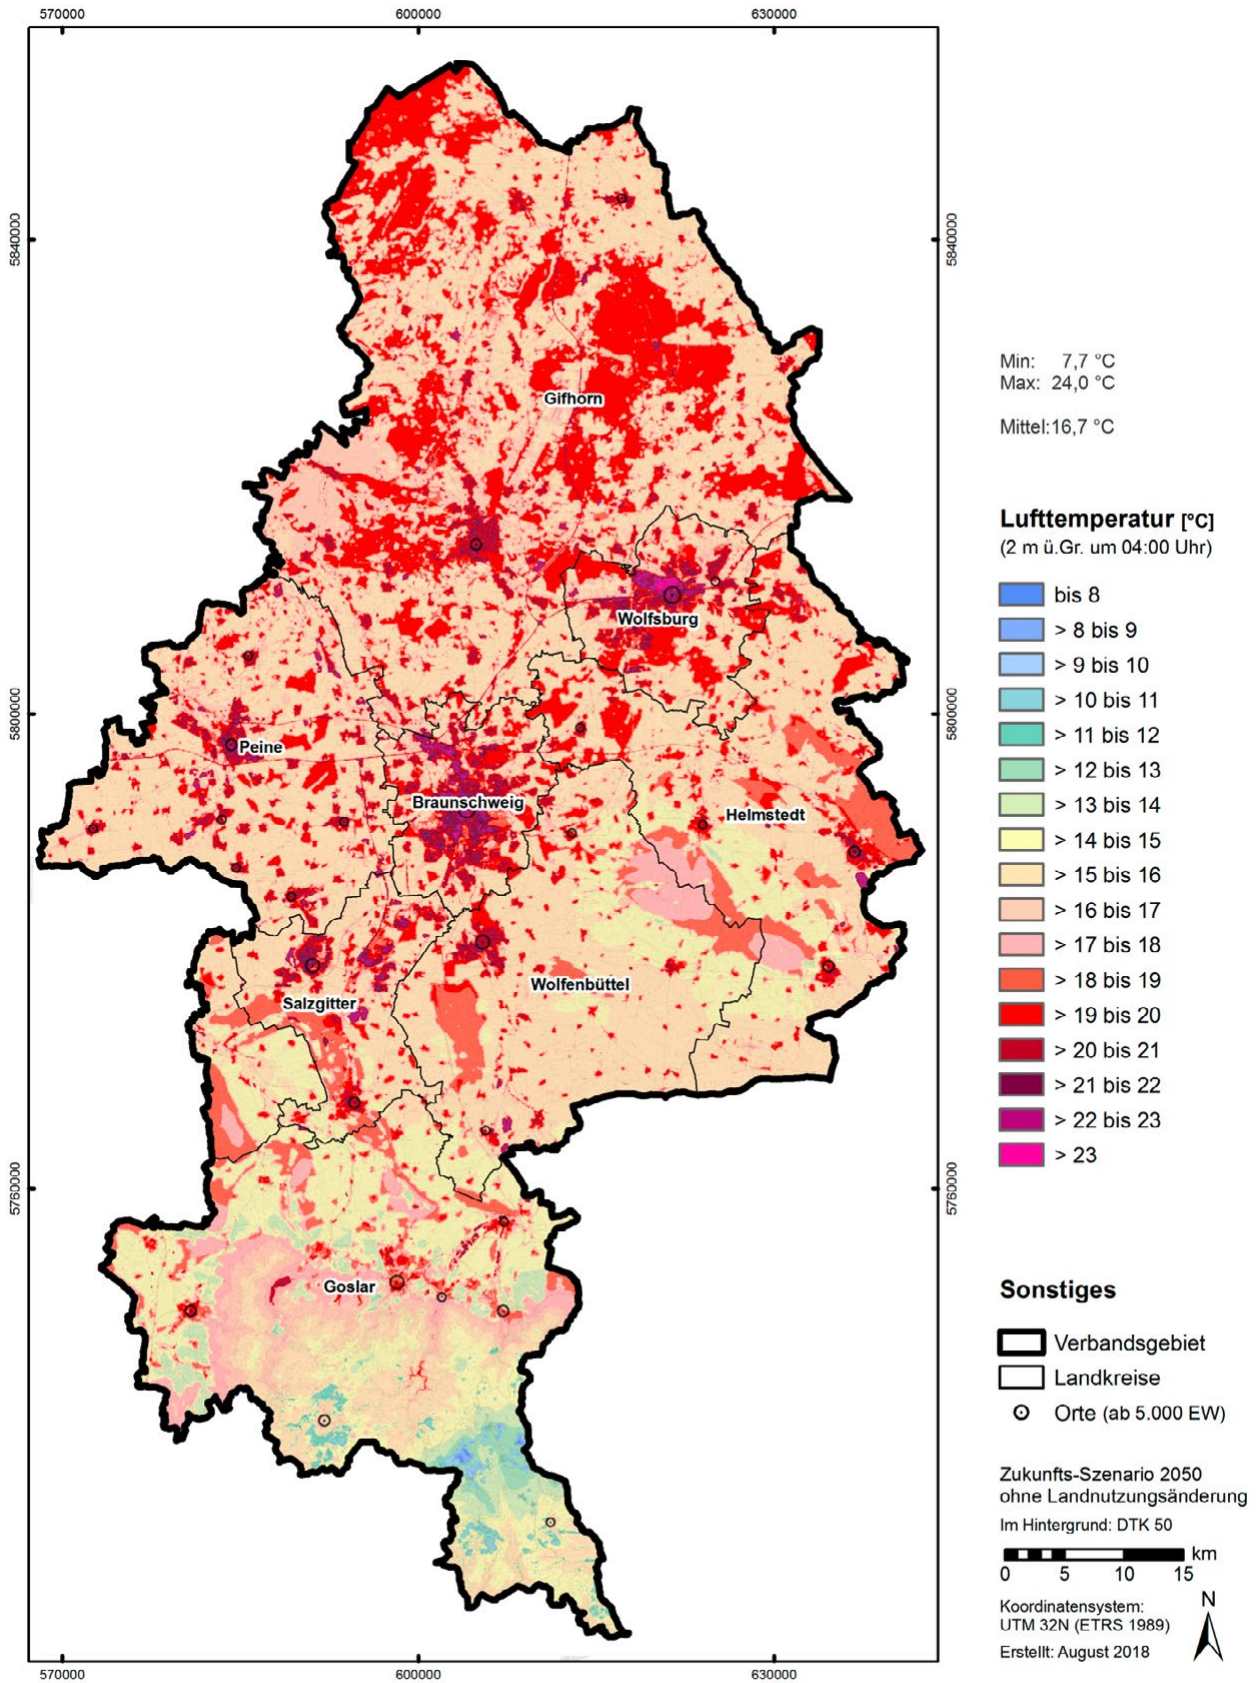 570000 600000 630000
5840000 5840000
5800000 5800000
5760000 5760000
Gifhorn
Wolfsburg
Peine
Braunschweig
Helmstedt
Wolfenbüttel
Salzgitter
Goslar
570000 600000 630000
Min: 7,7 °C
Max: 24,0 °C
Mittel:16,7 °C
Lufttemperatur [°C]
(2 m ü.Gr. um 04:00 Uhr)
bis 8
> 8 bis 9
> 9 bis 10
> 10 bis 11
> 11 bis 12
> 12 bis 13
> 13 bis 14
> 14 bis 15
> 15 bis 16
> 16 bis 17
> 17 bis 18
> 18 bis 19
> 19 bis 20
> 20 bis 21
> 21 bis 22
> 22 bis 23
> 23
Sonstiges
Verbandsgebiet
Landkreise
Orte (ab 5.000 EW)
Zukunfts-Szenario 2050
ohne Landnutzungsänderung
Im Hintergrund: DTK 50
km
0 5 10 15
N
Koordinatensystem:
UTM 32N (ETRS 1989)
Erstellt: August 2018